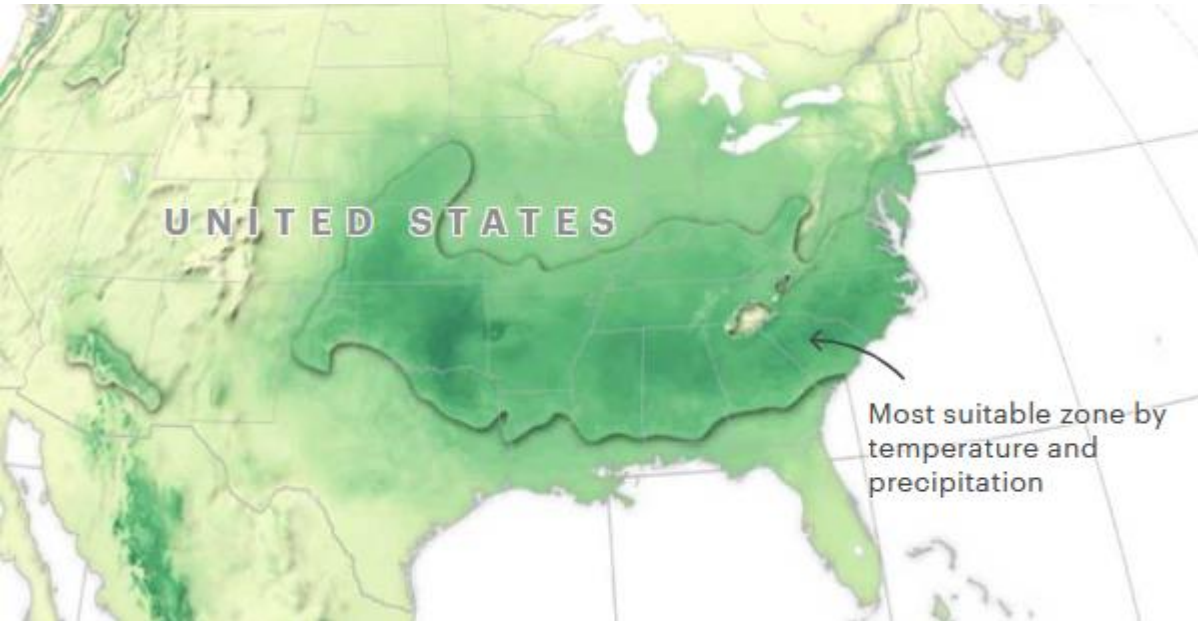 UNITED STATES
Most suitable zone by
temperature and
precipitation